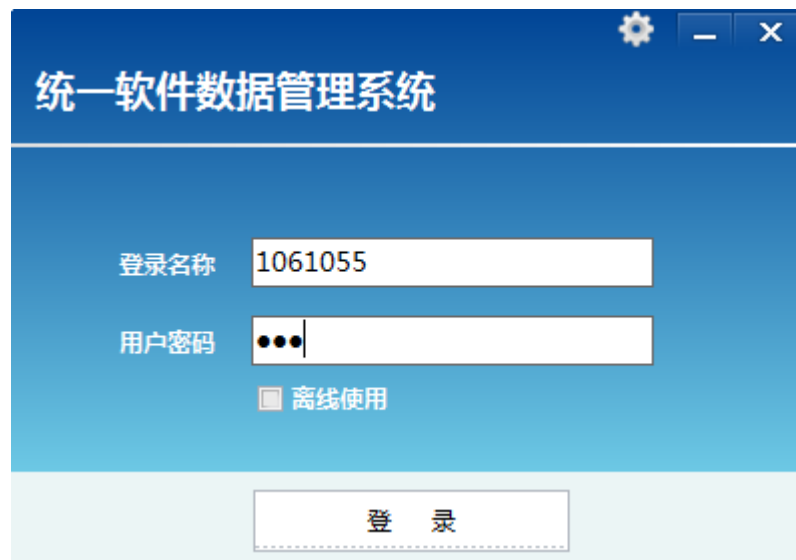 统一软件数据管理系统
登录名称 1061055
用户密码 •••
离线使用
登 录